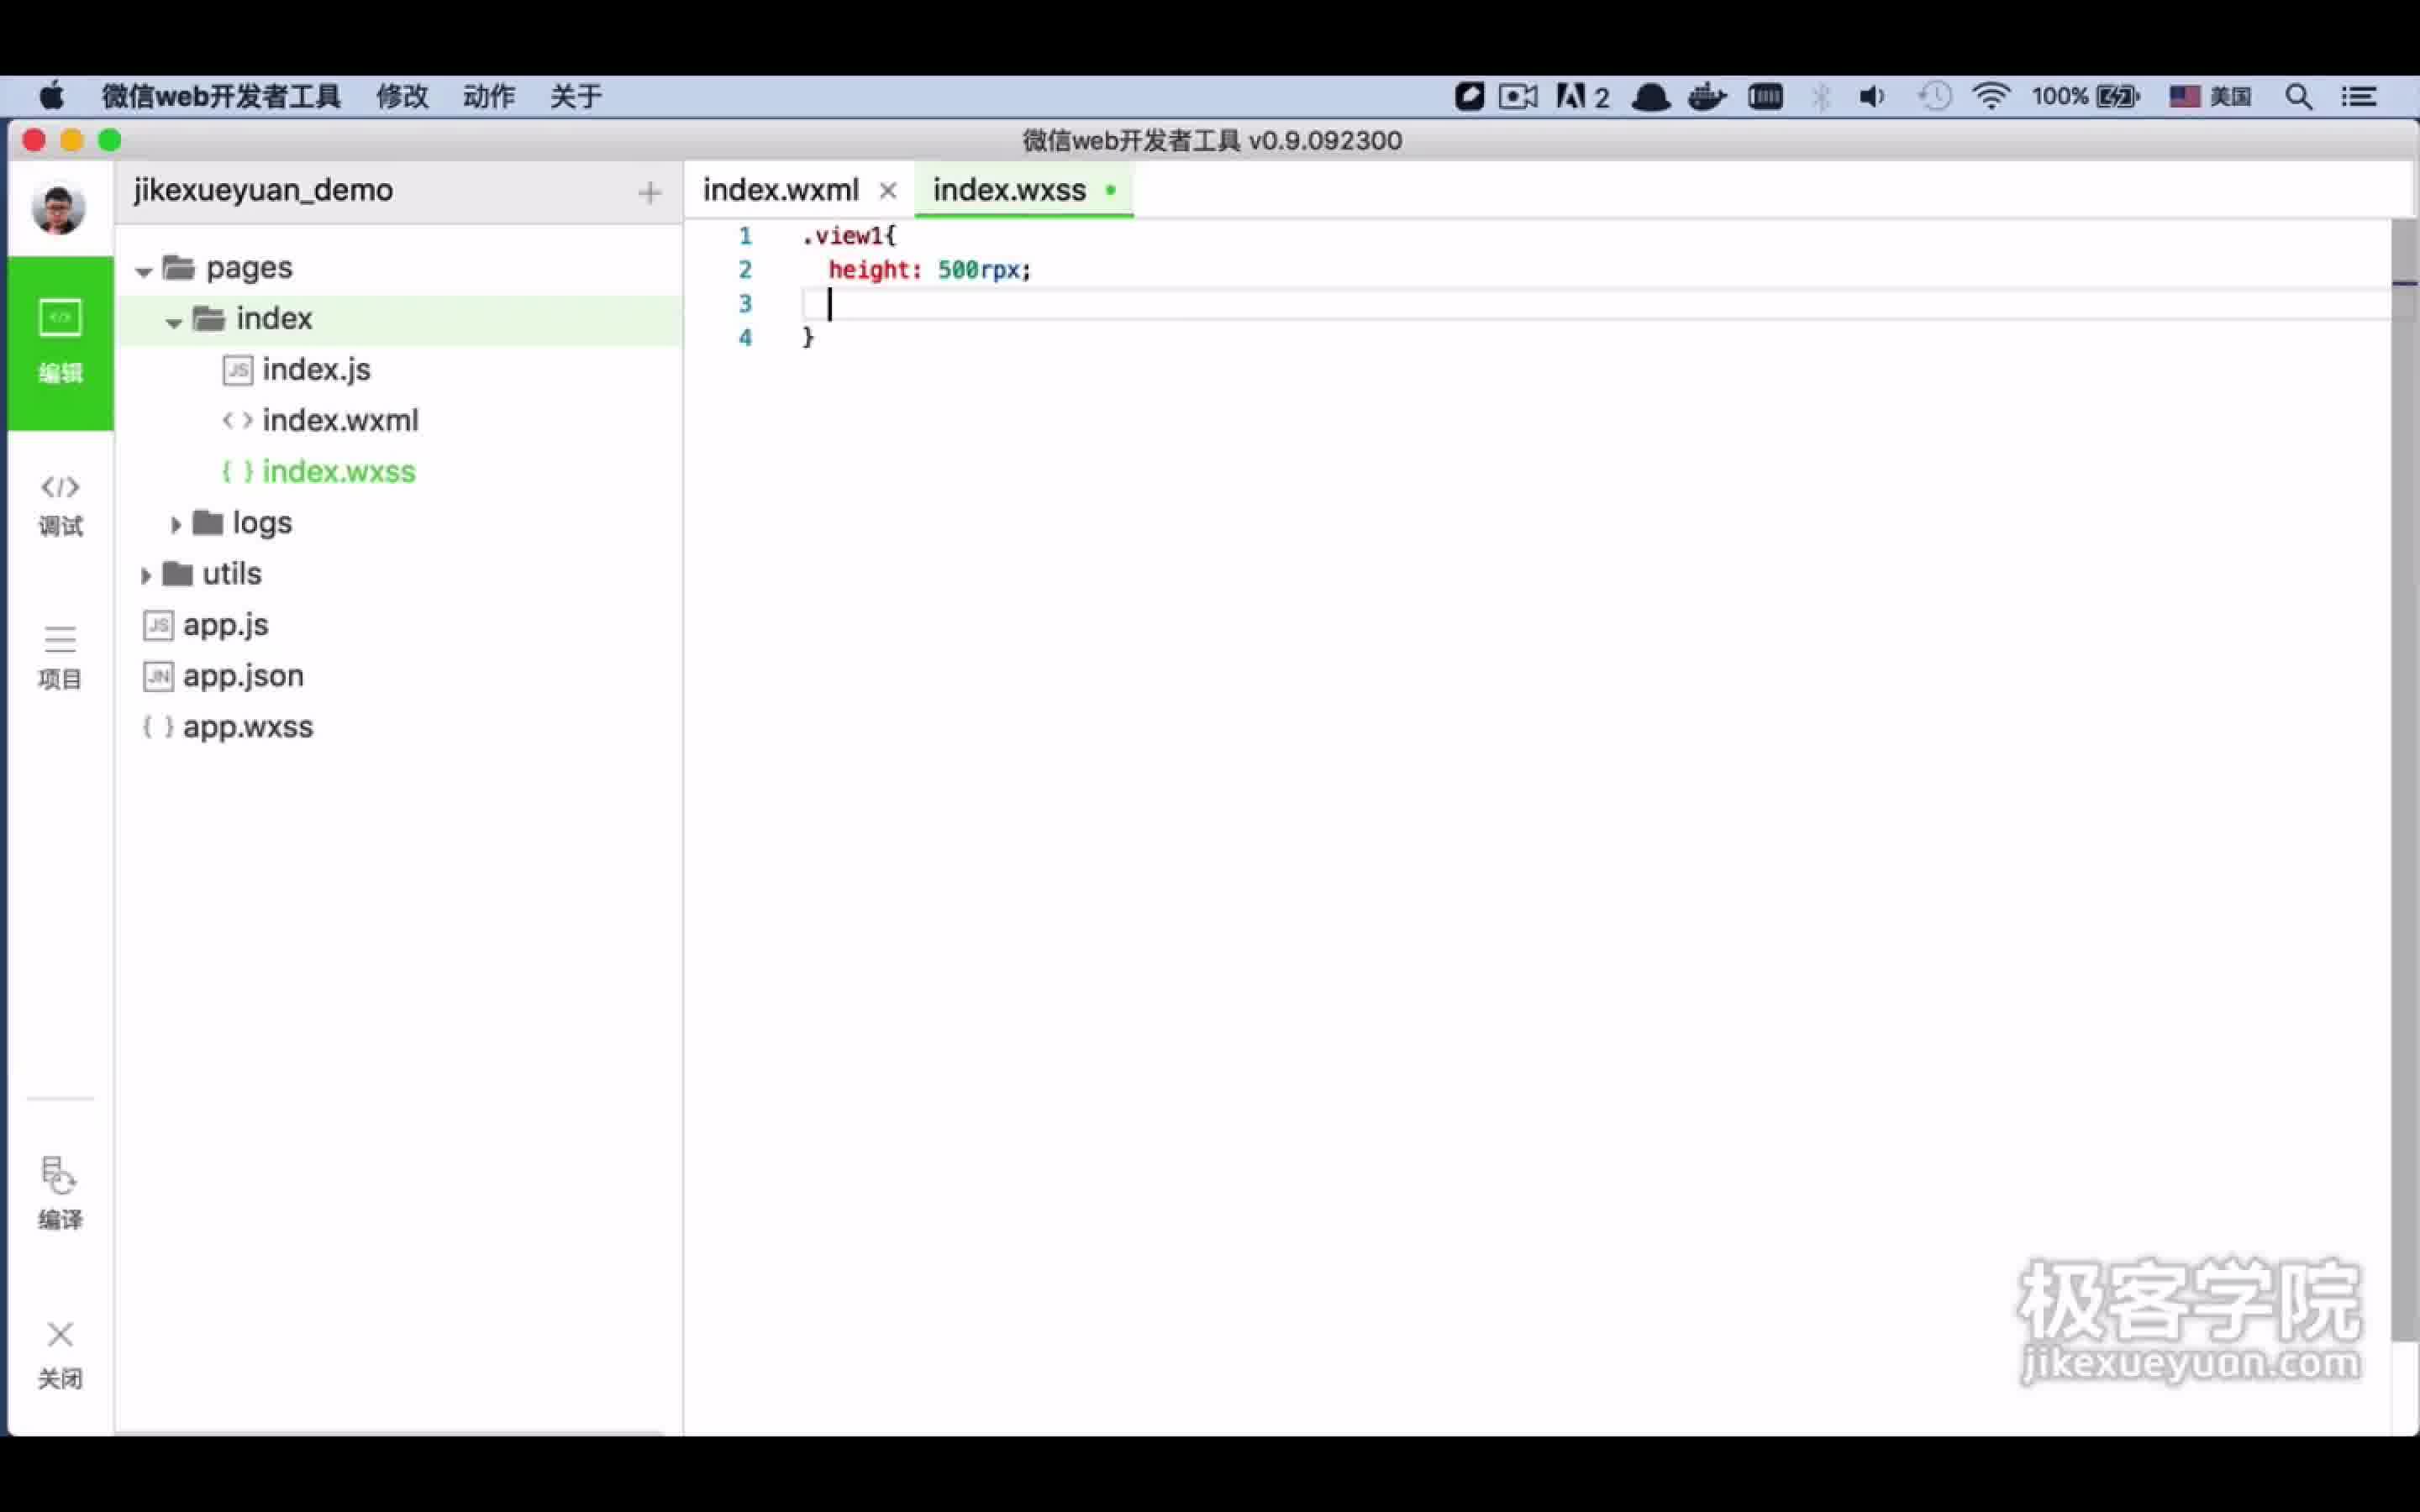 微信web开发者工具 修改 动作 关于 2 100% 美国
微信web开发者工具 v0.9.092300
jikexueyuan_demo + index.wxml × index.wxss
pages
index
JS index.js
<> index.wxml
{ } index.wxss
logs
utils
JS app.js
JN app.json
{ } app.wxss
编辑
</>
调试
项目
编译
关闭
1 .view1{
2 height: 500rpx;
3
4 }
极客学院
jikexueyuan.com